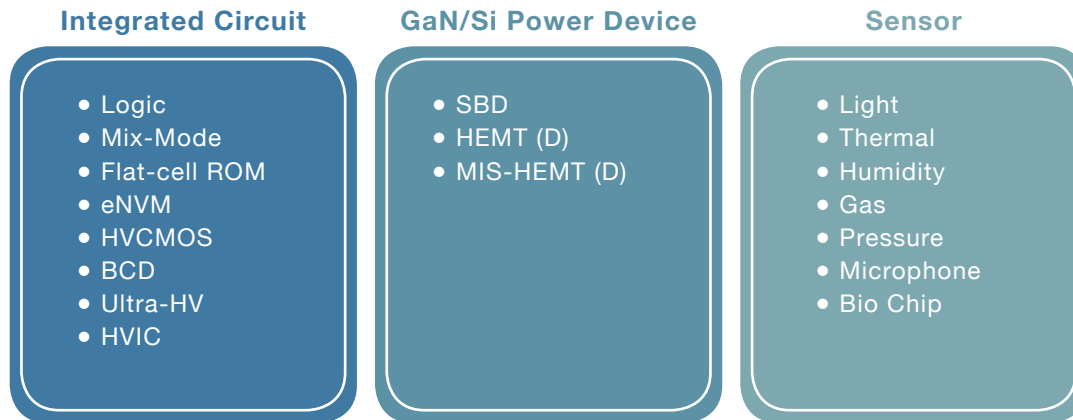 Integrated Circuit
• Logic
• Mix-Mode
• Flat-cell ROM
• eNVM
• HVCMOS
• BCD
• Ultra-HV
• HVIC
GaN/Si Power Device
• SBD
• HEMT (D)
• MIS-HEMT (D)
Sensor
• Light
• Thermal
• Humidity
• Gas
• Pressure
• Microphone
• Bio Chip